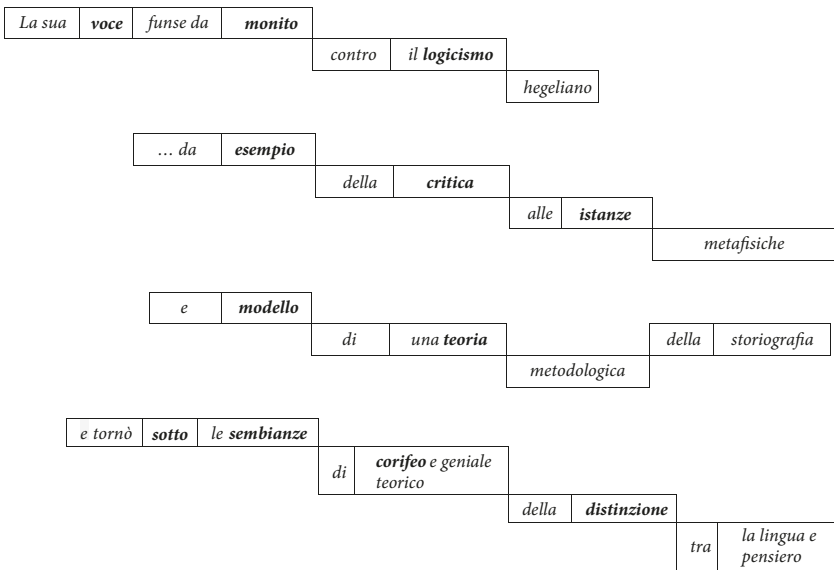 La sua voce funse da monito
contro il logicismo
hegeliano
… da esempio
della critica
alle istanze
metafisiche
e modello
di una teoria della storiografia
metodologica
e tornò sotto le sembianze
di corifeo e geniale
teorico
della distinzione
tra la lingua e
pensiero